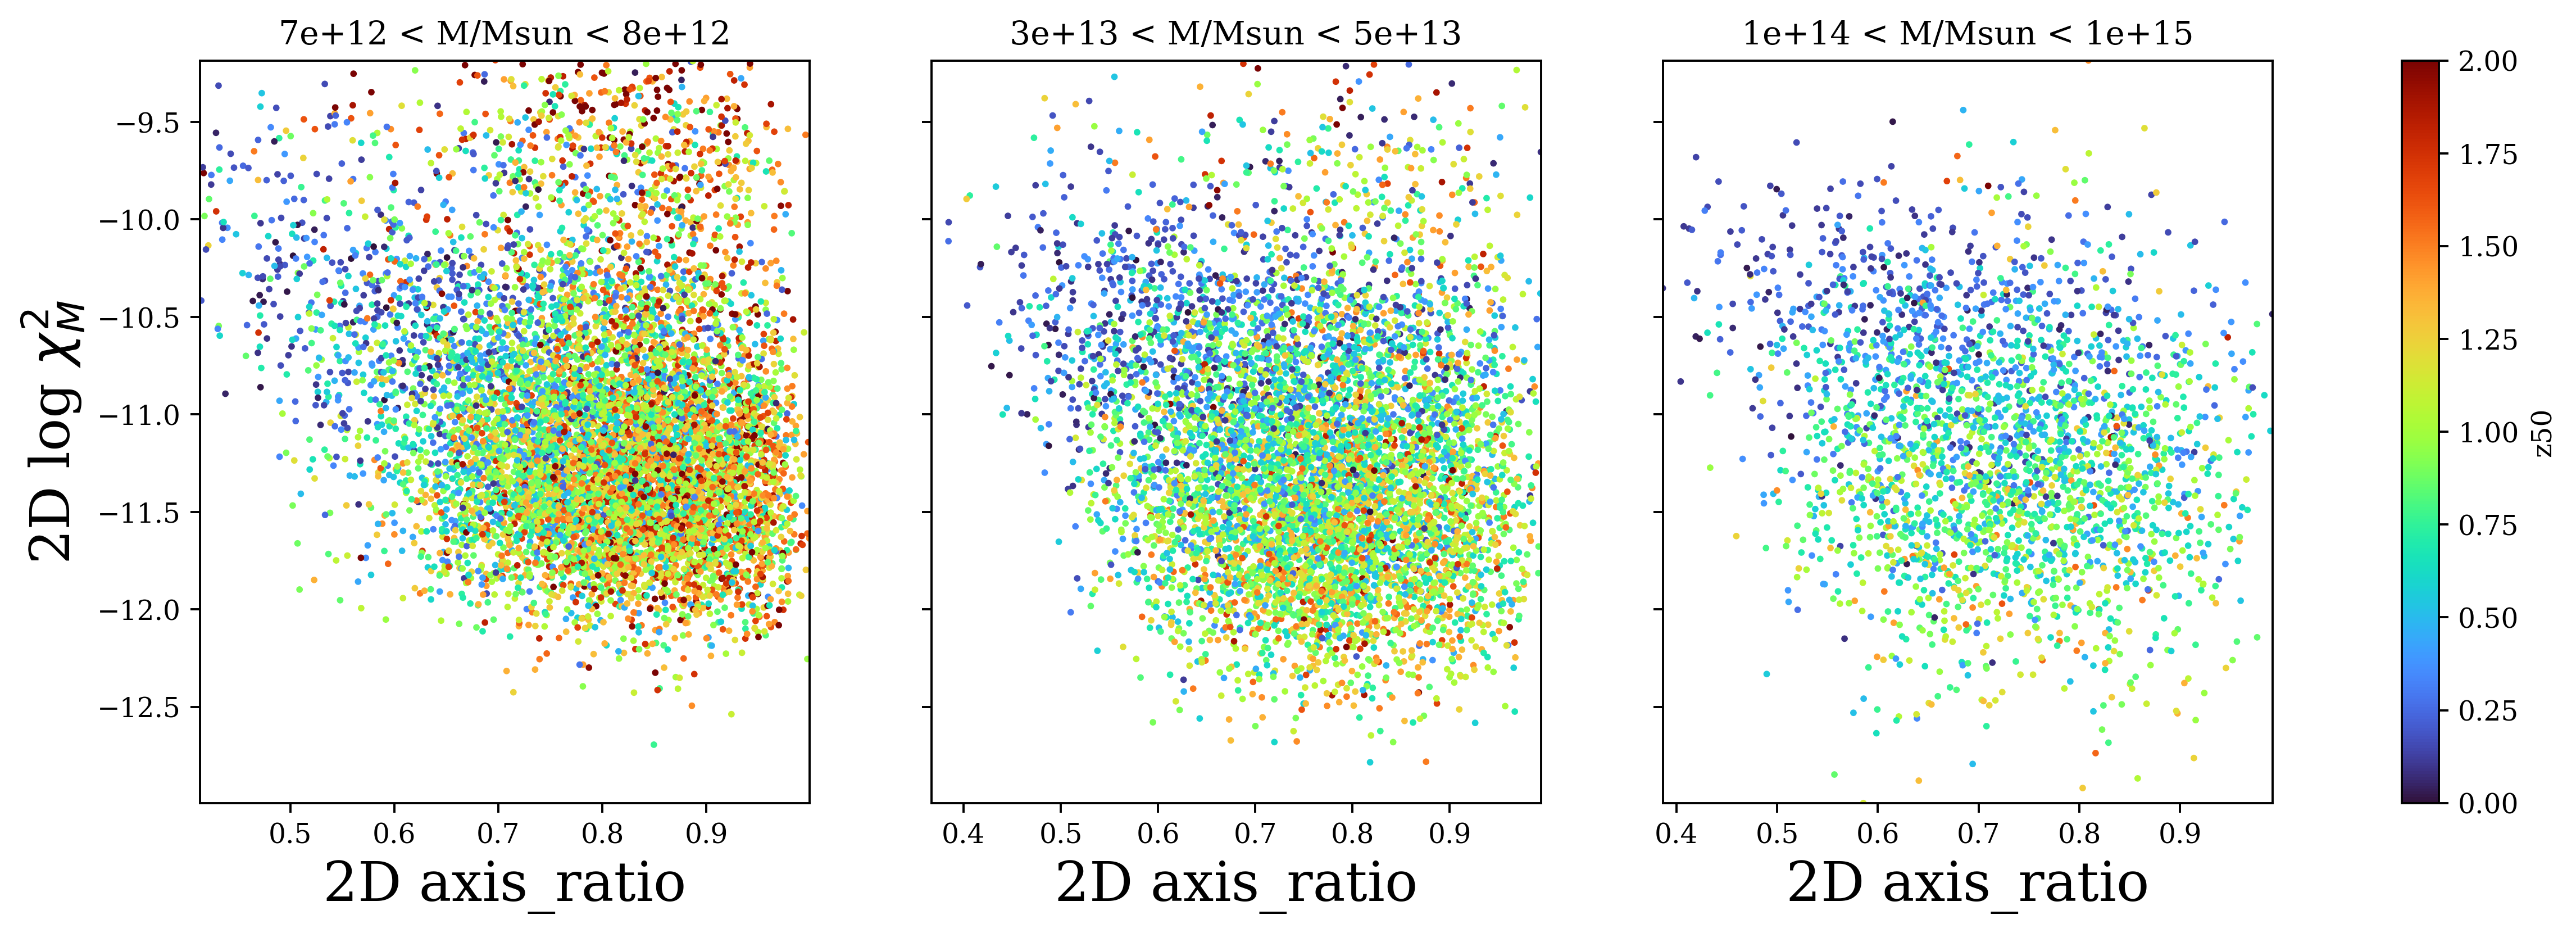 7e+12 < M/Msun < 8e+12
3e+13 < M/Msun < 5e+13
1e+14 < M/Msun < 1e+15
2D log χ²_M
−9.5
−10.0
−10.5
−11.0
−11.5
−12.0
−12.5
0.5 0.6 0.7 0.8 0.9
0.4 0.5 0.6 0.7 0.8 0.9
0.4 0.5 0.6 0.7 0.8 0.9
2D axis_ratio
2D axis_ratio
2D axis_ratio
2.00
1.75
1.50
1.25
1.00
0.75
0.50
0.25
0.00
z50